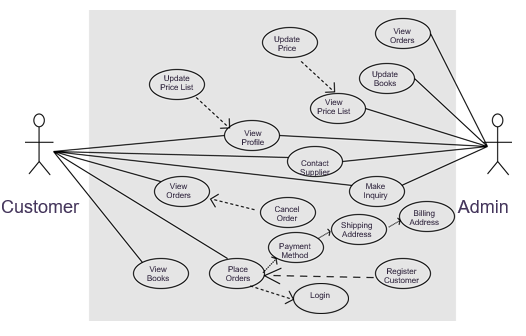 View
Orders
Update
Price
Update
Books
Update
Price List
View
Price List
View
Profile
Contact
Supplier
Make
Inquiry
View
Orders
Customer
Admin
Cancel
Order
Billing
Address
Shipping
Address
Payment
Method
View
Books
Place
Orders
Register
Customer
Login